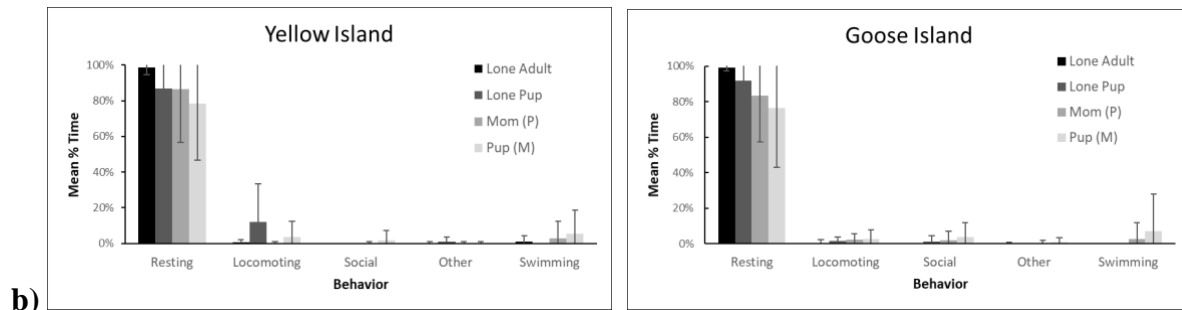 Yellow Island
Mean % Time
100%
80%
60%
40%
20%
0%
Lone Adult
Lone Pup
Mom (P)
Pup (M)
Resting Locomoting Social Other Swimming
Behavior
Goose Island
Mean % Time
100%
80%
60%
40%
20%
0%
Lone Adult
Lone Pup
Mom (P)
Pup (M)
Resting Locomoting Social Other Swimming
Behavior
b)